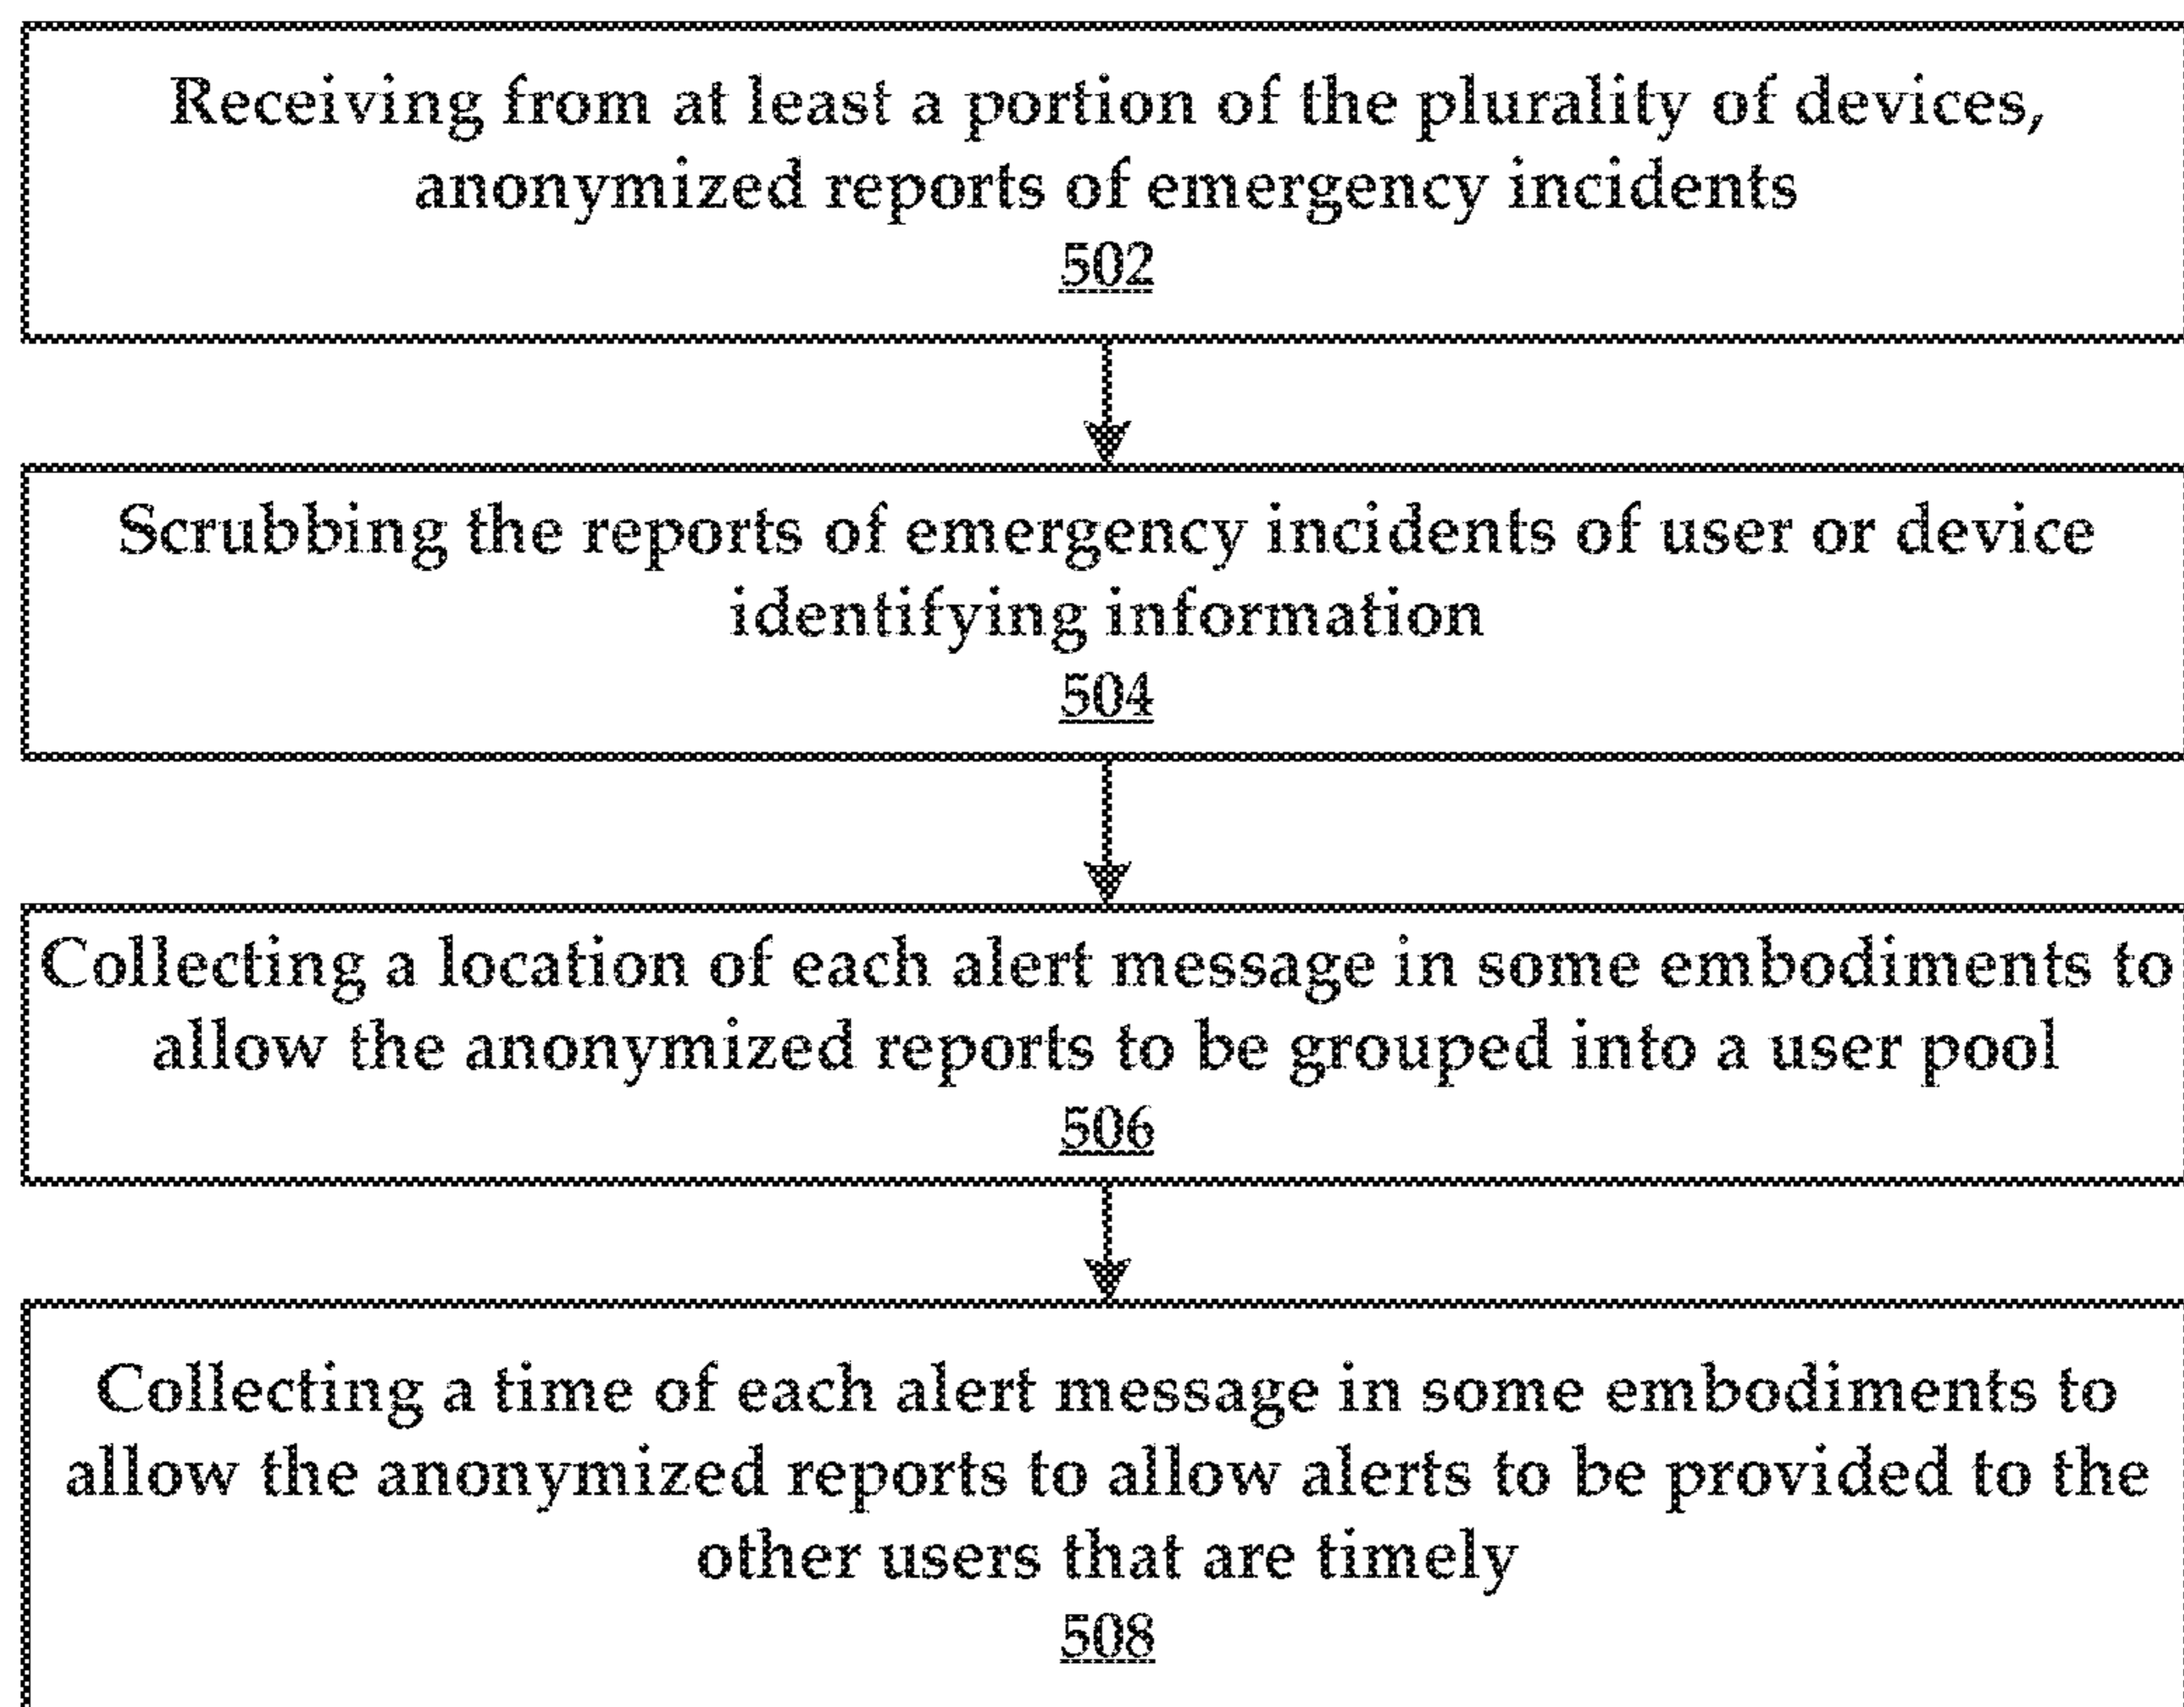 Receiving from at least a portion of the plurality of devices,
anonymized reports of emergency incidents
502
Scrubbing the reports of emergency incidents of user or device
identifying information
504
Collecting a location of each alert message in some embodiments to
allow the anonymized reports to be grouped into a user pool
506
Collecting a time of each alert message in some embodiments to
allow the anonymized reports to allow alerts to be provided to the
other users that are timely
508